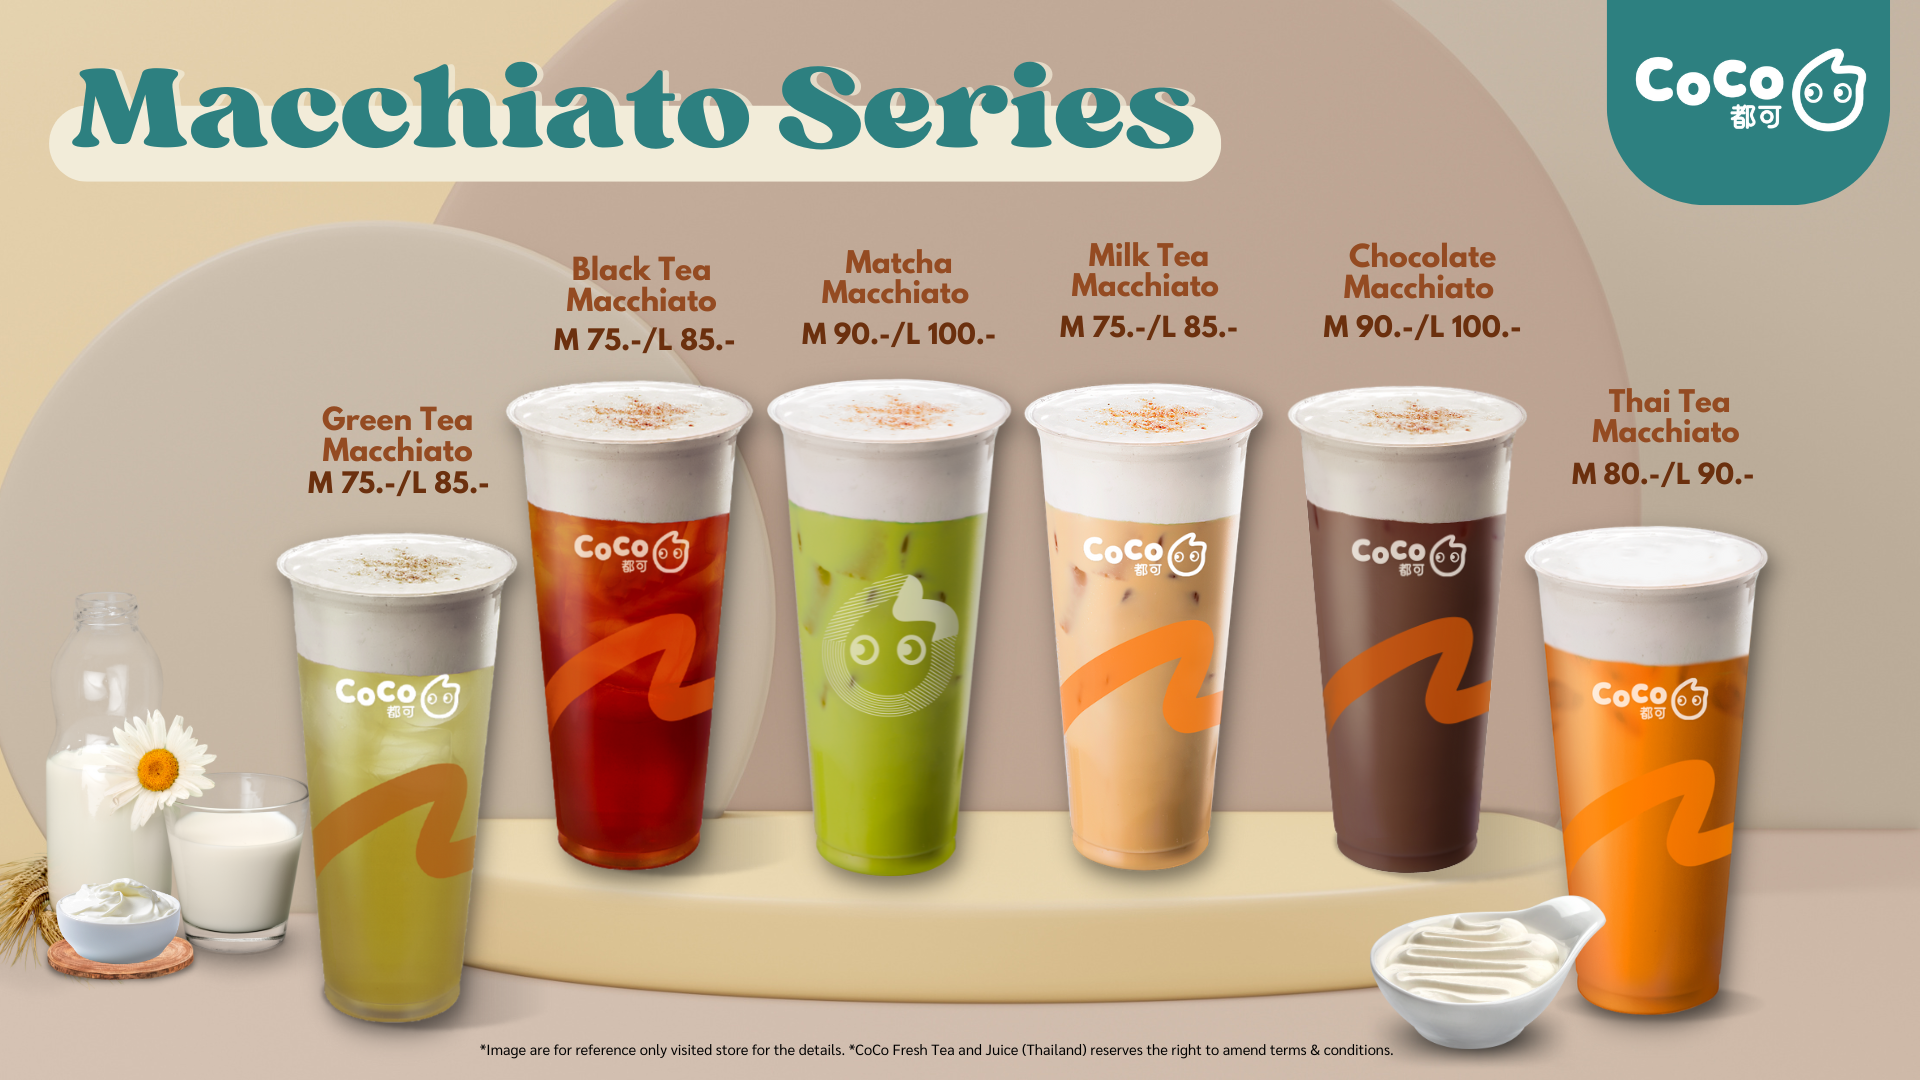 Macchiato Series
CoCo
都可
Green Tea
Macchiato
M 75.-/L 85.-
Black Tea
Macchiato
M 75.-/L 85.-
Matcha
Macchiato
M 90.-/L 100.-
Milk Tea
Macchiato
M 75.-/L 85.-
Chocolate
Macchiato
M 90.-/L 100.-
Thai Tea
Macchiato
M 80.-/L 90.-
CoCo
都可
CoCo
都可
CoCo
都可
CoCo
都可
CoCo
都可
*Image are for reference only visited store for the details. *CoCo Fresh Tea and Juice (Thailand) reserves the right to amend terms & conditions.